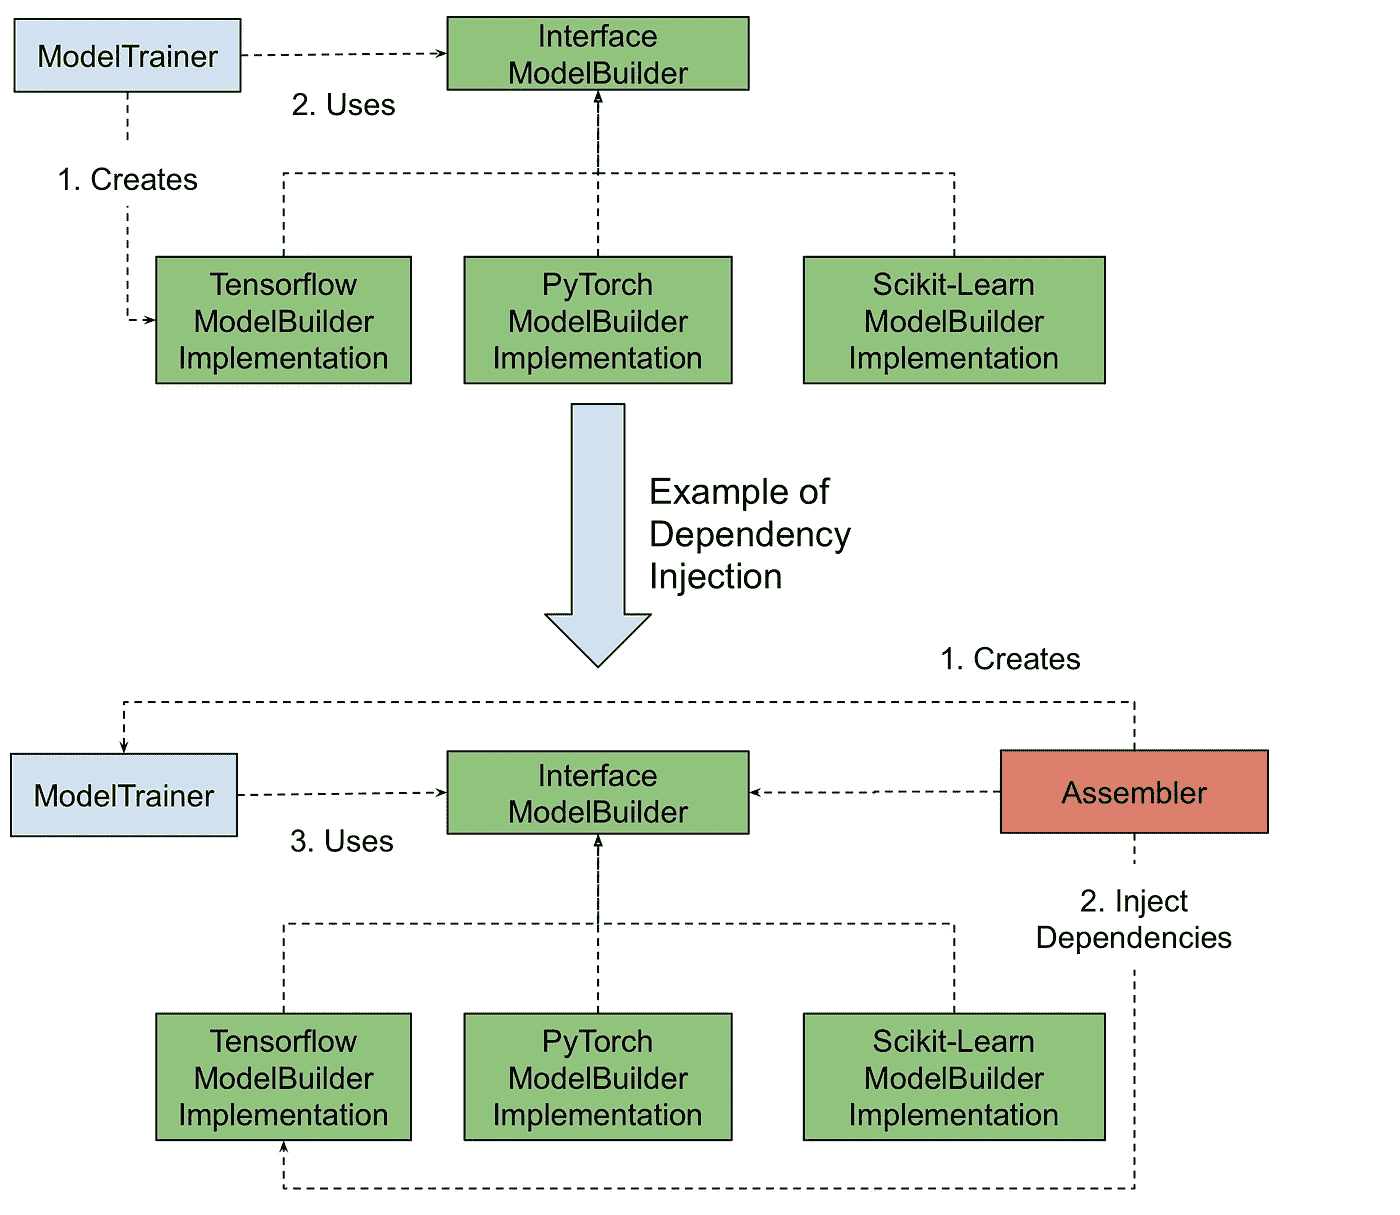 ModelTrainer
Interface
ModelBuilder
2. Uses
1. Creates
Tensorflow
ModelBuilder
Implementation
PyTorch
ModelBuilder
Implementation
Scikit-Learn
ModelBuilder
Implementation
Example of
Dependency
Injection
1. Creates
ModelTrainer
Interface
ModelBuilder
Assembler
3. Uses
2. Inject
Dependencies
Tensorflow
ModelBuilder
Implementation
PyTorch
ModelBuilder
Implementation
Scikit-Learn
ModelBuilder
Implementation